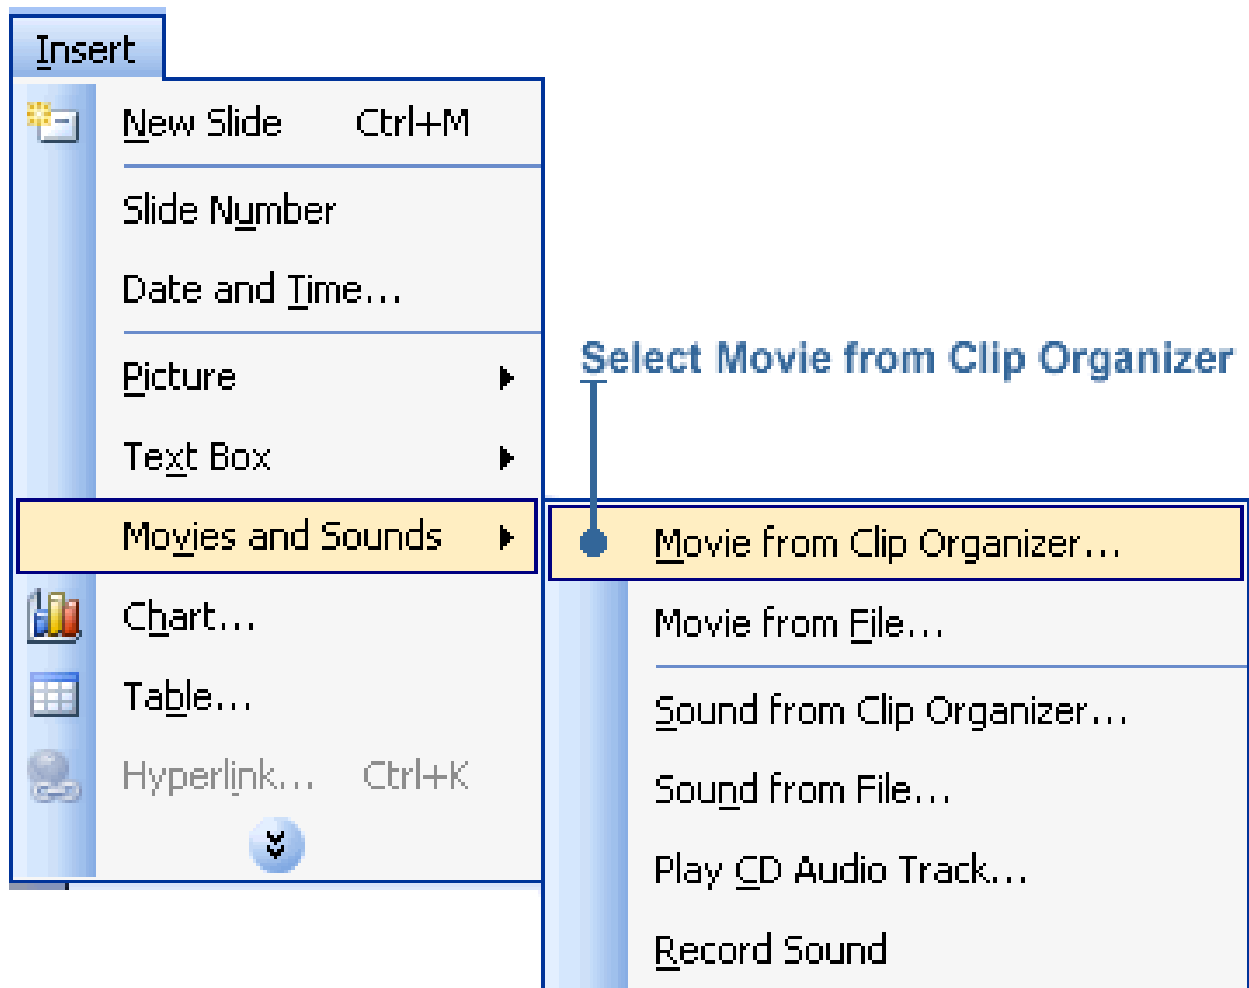 Insert
New Slide Ctrl+M
Slide Number
Date and Time...
Picture
Text Box
Movies and Sounds
Chart...
Table...
Hyperlink... Ctrl+K
Select Movie from Clip Organizer
Movie from Clip Organizer...
Movie from File...
Sound from Clip Organizer...
Sound from File...
Play CD Audio Track...
Record Sound